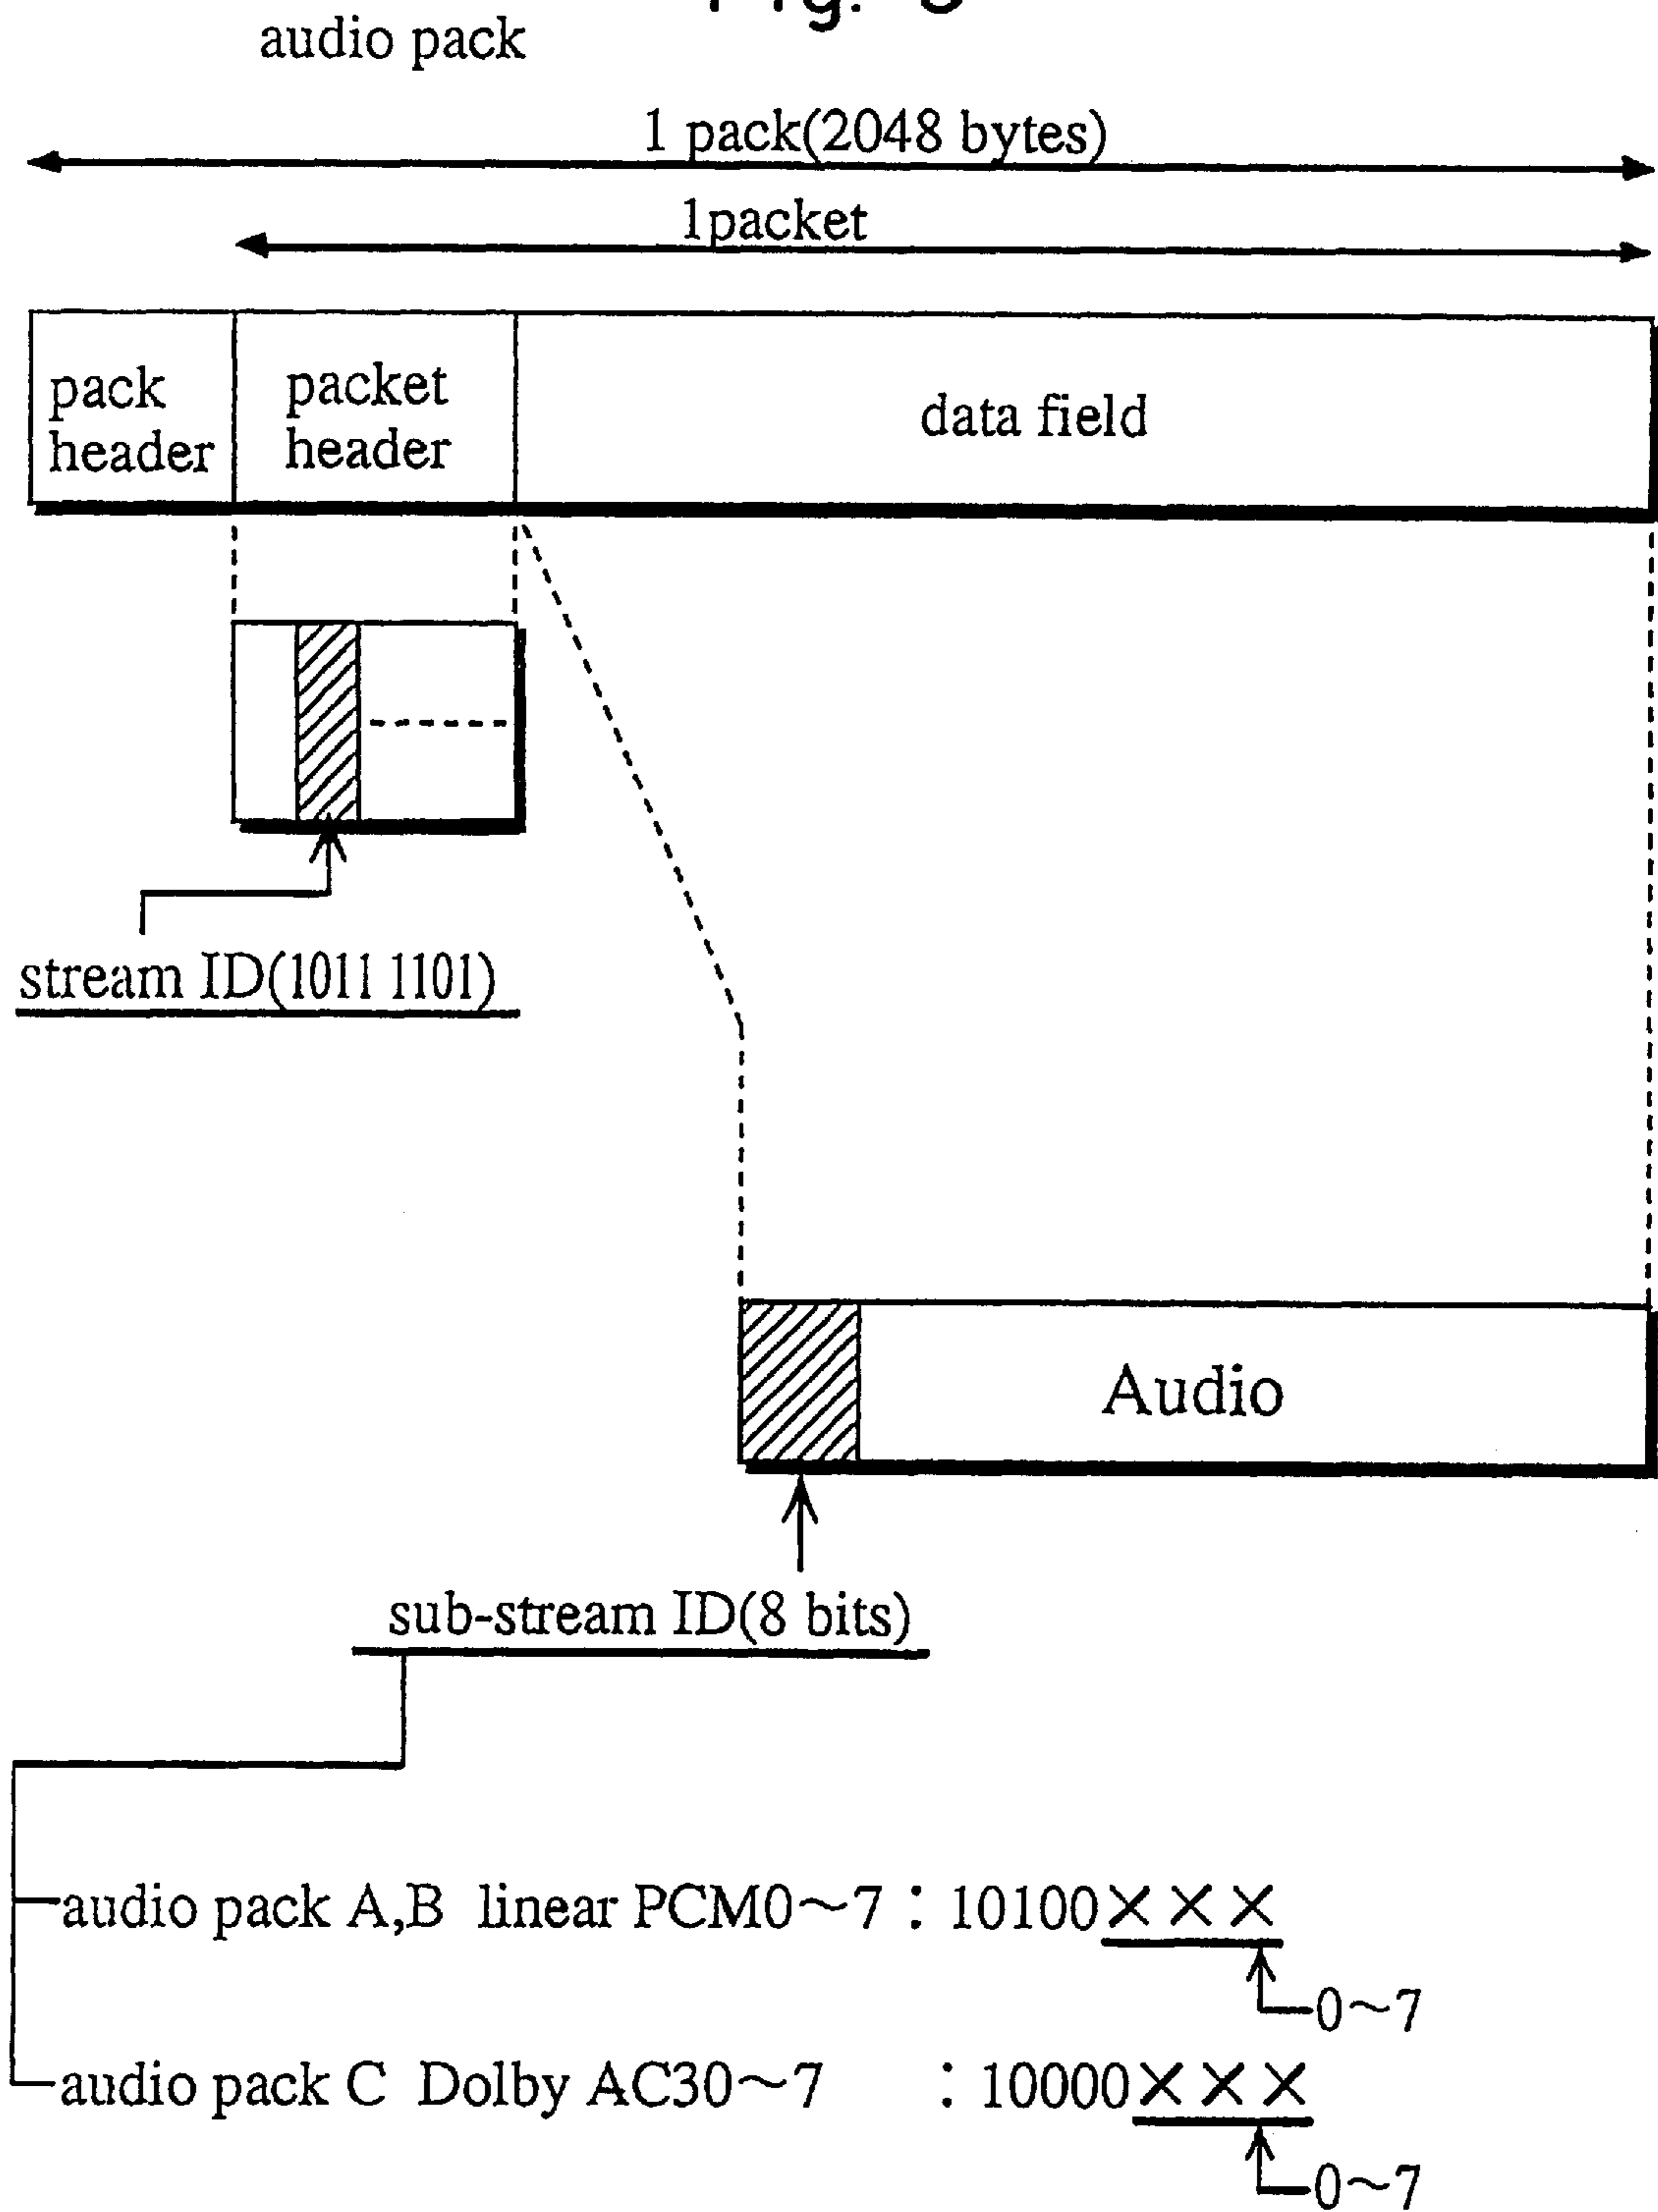 audio pack
1 pack(2048 bytes)
1packet
pack
header
packet
header
data field
stream ID(1011 1101)
Audio
sub-stream ID(8 bits)
audio pack A,B linear PCM0～7 : 10100×××
0～7
audio pack C Dolby AC30～7 : 10000×××
0～7